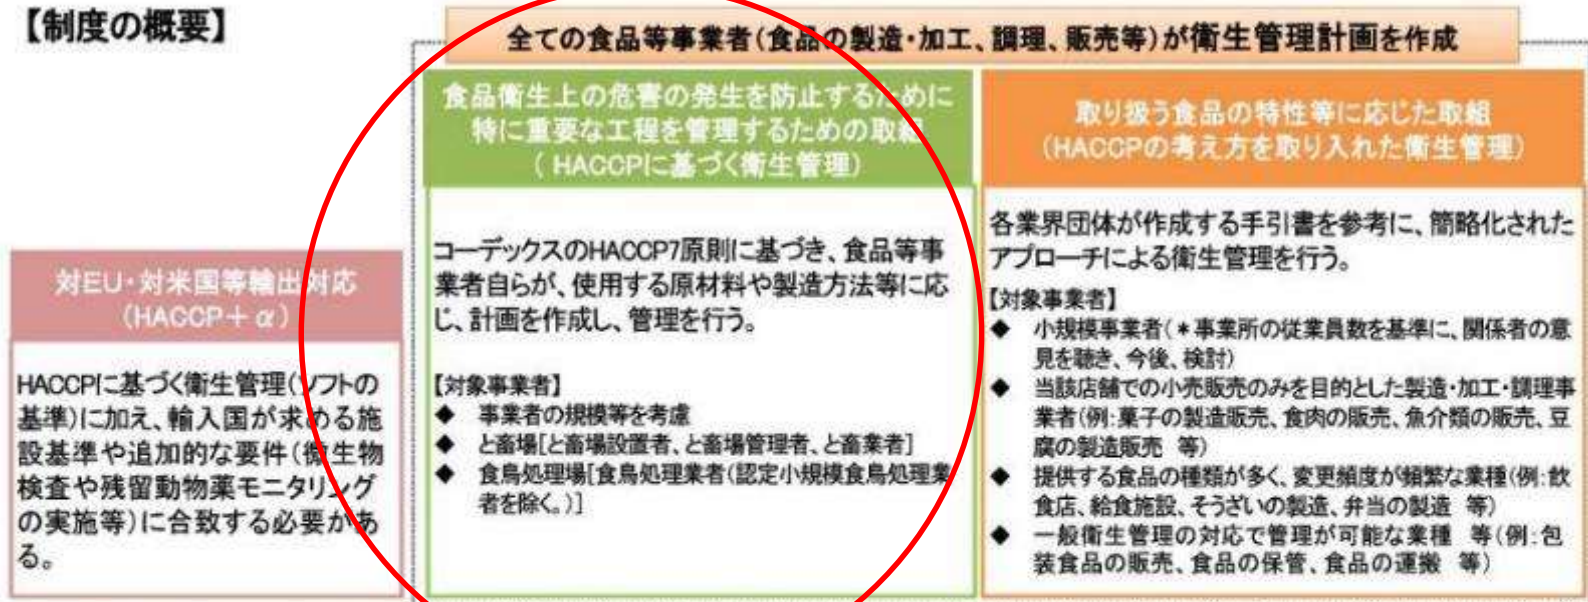 【制度の概要】
全ての食品等事業者(食品の製造・加工、調理、販売等)が衛生管理計画を作成
対EU・対米国等輸出対応
(HACCP+α)
HACCPに基づく衛生管理(ソフトの
基準)に加え、輸入国が求める施
設基準や追加的な要件(微生物
検査や残留動物薬モニタリング
の実施等)に合致する必要があ
る。
食品衛生上の危害の発生を防止するために
特に重要な工程を管理するための取組
( HACCPに基づく衛生管理)
コーデックスのHACCP7原則に基づき、食品等事
業者自らが、使用する原材料や製造方法等に応
じ、計画を作成し、管理を行う。
【対象事業者】
◆ 事業者の規模等を考慮
◆ と畜場[と畜場設置者、と畜場管理者、と畜業者]
◆ 食鳥処理場[食鳥処理業者(認定小規模食鳥処理業
者を除く。)]
取り扱う食品の特性等に応じた取組
(HACCPの考え方を取り入れた衛生管理)
各業界団体が作成する手引書を参考に、簡略化された
アプローチによる衛生管理を行う。
【対象事業者】
◆ 小規模事業者(*事業所の従業員数を基準に、関係者の意
見を聴き、今後、検討)
◆ 当該店舗での小売販売のみを目的とした製造・加工・調理事
業者(例:菓子の製造販売、食肉の販売、魚介類の販売、豆
腐の製造販売 等)
◆ 提供する食品の種類が多く、変更頻度が頻繁な業種(例:飲
食店、給食施設、そうざいの製造、弁当の製造 等)
◆ 一般衛生管理の対応で管理が可能な業種 等(例:包
装食品の販売、食品の保管、食品の運搬 等)